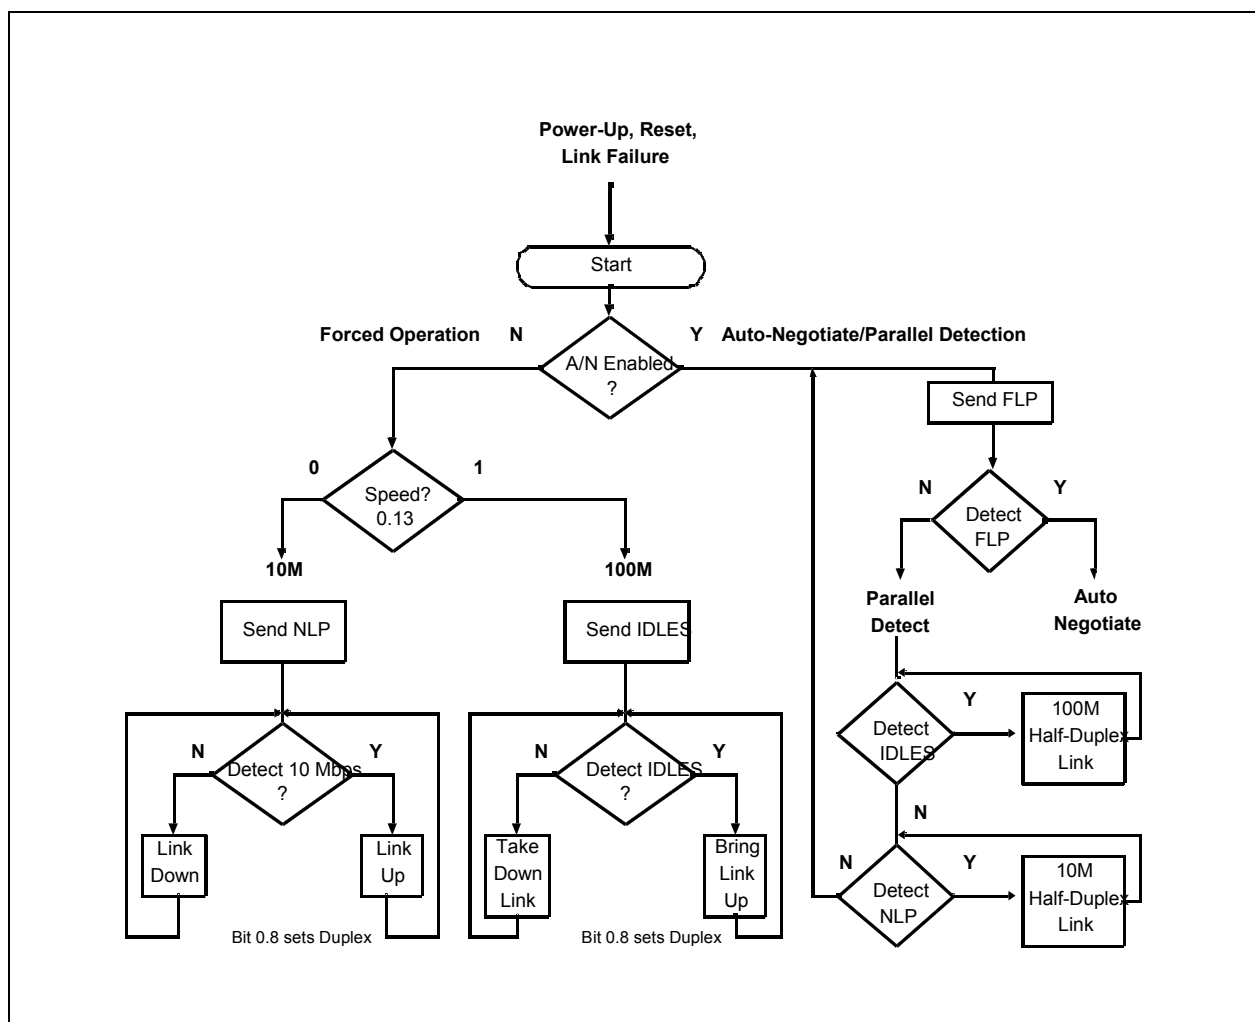 Power-Up, Reset,
Link Failure
Start
Forced Operation N
Y Auto-Negotiate/Parallel Detection
A/N Enabled
?
Send FLP
0
1
Speed?
0.13
N
Y
Detect
FLP
10M
100M
Parallel
Detect
Auto
Negotiate
Send NLP
Send IDLES
N
Y
Detect 10 Mbps
?
N
Y
Detect IDLES
?
Y
Detect
IDLES
100M
Half-Duplex
Link
N
Link
Down
Link
Up
Take
Down
Link
Bring
Link
Up
N
Y
Detect
NLP
10M
Half-Duplex
Link
Bit 0.8 sets Duplex
Bit 0.8 sets Duplex